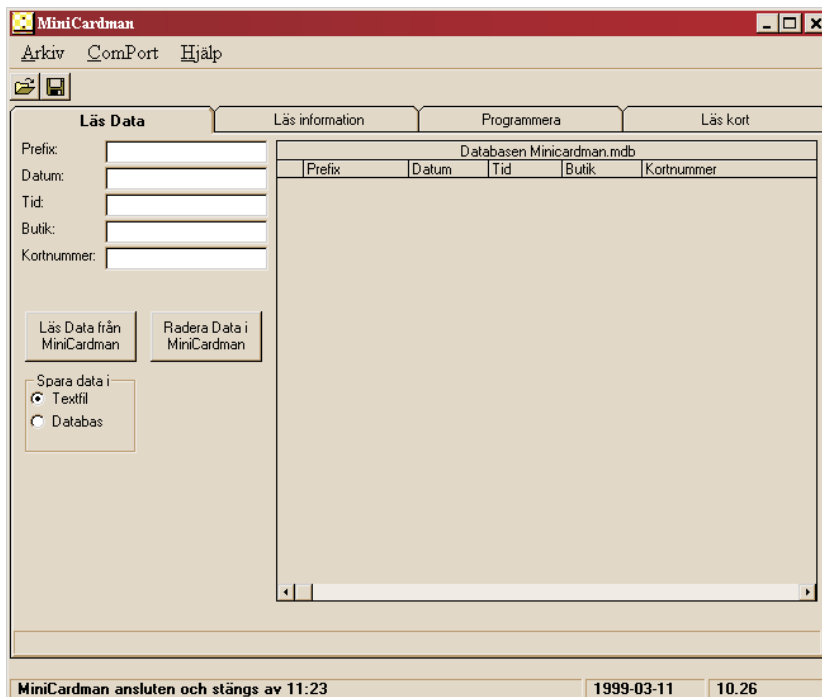 MiniCardman
Arkiv ComPort Hjälp
Läs Data Läs information Programmera Läs kort
Prefix:
Datum:
Tid:
Butik:
Kortnummer:
Databasen Minicardman.mdb
Prefix Datum Tid Butik Kortnummer
Läs Data från
MiniCardman
Radera Data i
MiniCardman
Spara data i
Textfil
Databas
MiniCardman ansluten och stängs av 11:23 1999-03-11 10.26